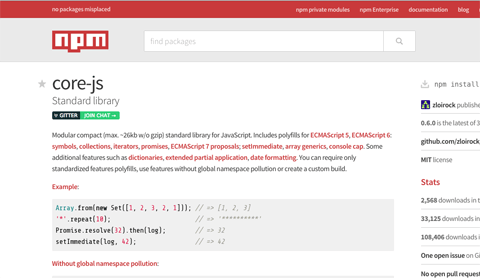 no packages misplaced
npm private modules npm Enterprise documentation blog
npm
find packages
core-js
npm install
Standard library
GITTER JOIN CHAT →
zloirock publishe
0.6.0 is the latest of 3
Modular compact (max. ~26kb w/o gzip) standard library for JavaScript. Includes polyfills for ECMAScript 5, ECMAScript 6:
github.com/zloirock,
symbols, collections, iterators, promises, ECMAScript 7 proposals; setImmediate, array generics, console cap. Some
MIT license
additional features such as dictionaries, extended partial application, date formatting. You can require only
standardized features polyfills, use features without global namespace pollution or create a custom build.
Stats
Example:
2,568 downloads in t
Array.from(new Set([1, 2, 3, 2, 1])); // => [1, 2, 3]
33,125 downloads in
'*'.repeat(10); // => '**********'
Promise.resolve(32).then(log); // => 32
108,406 downloads i
setImmediate(log, 42); // => 42
One open issue on Gi
Without global namespace pollution:
No open pull request